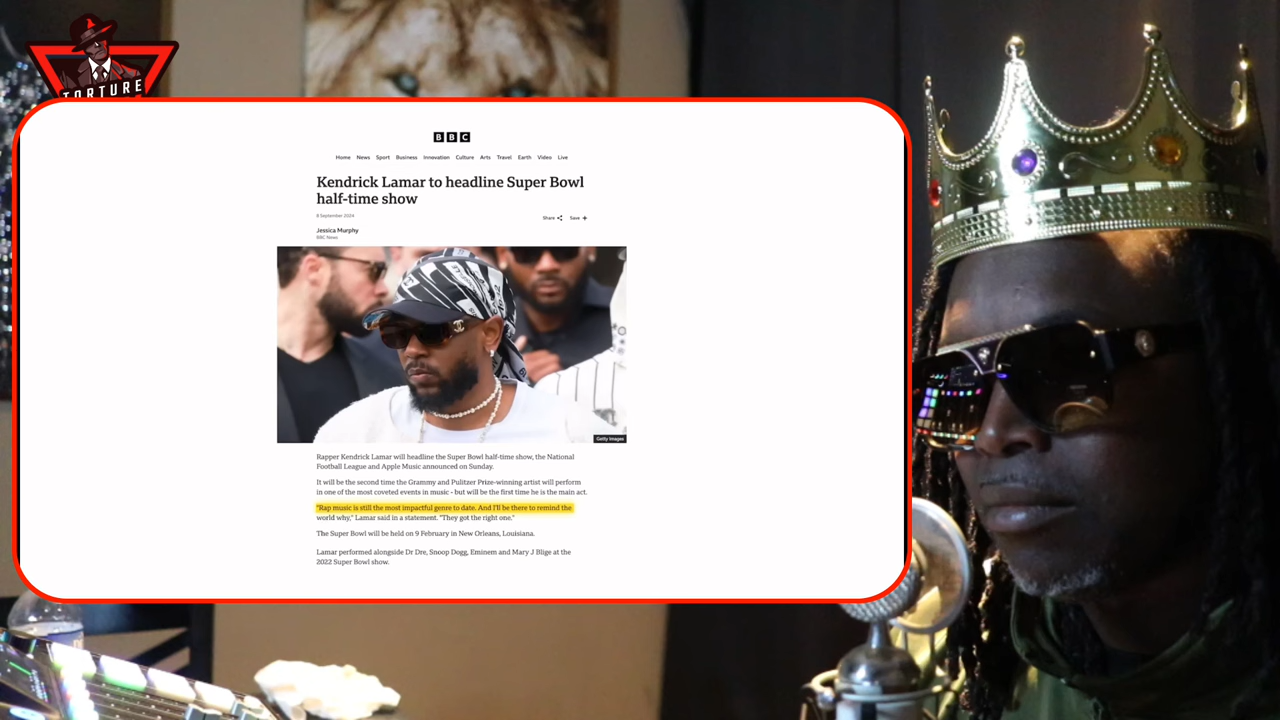 TORTURE
BBC
Home News Sport Business Innovation Culture Arts Travel Earth Video Live
Kendrick Lamar to headline Super Bowl
half-time show
8 September 2024
Share Save
Jessica Murphy
BBC News
Getty Images
Rapper Kendrick Lamar will headline the Super Bowl half-time show, the National
Football League and Apple Music announced on Sunday.
It will be the second time the Grammy and Pulitzer Prize-winning artist will perform
in one of the most coveted events in music - but will be the first time he is the main act.
"Rap music is still the most impactful genre to date. And I'll be there to remind the
world why," Lamar said in a statement. "They got the right one."
The Super Bowl will be held on 9 February in New Orleans, Louisiana.
Lamar performed alongside Dr Dre, Snoop Dogg, Eminem and Mary J Blige at the
2022 Super Bowl show.